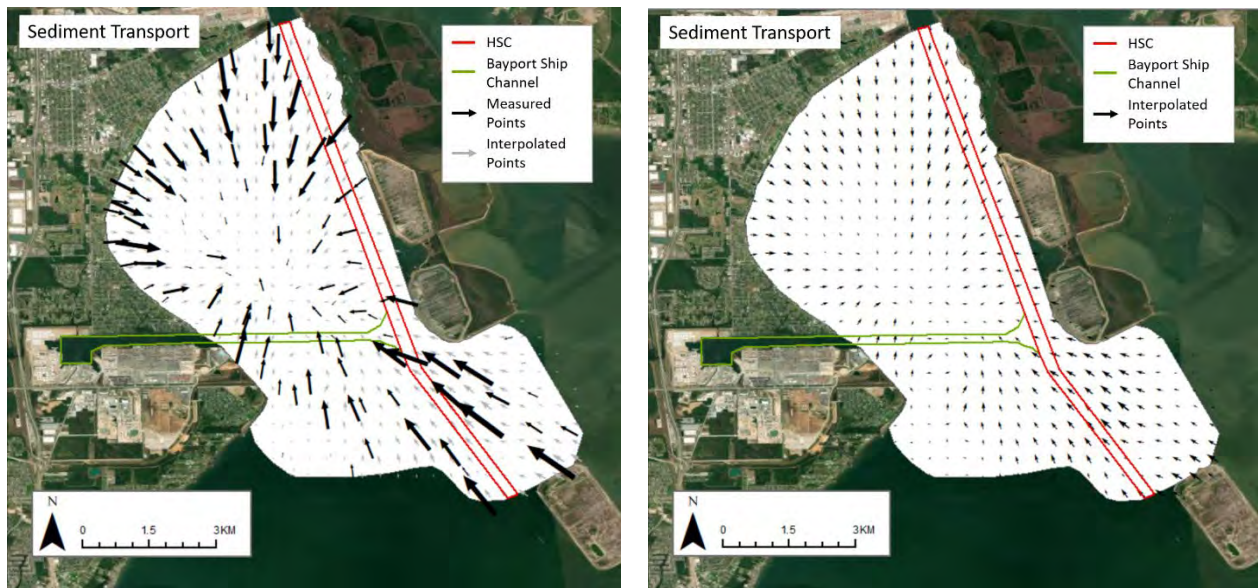 Sediment Transport
HSC
Bayport Ship
Channel
Measured
Points
Interpolated
Points
N
0 1.5 3KM
Sediment Transport
HSC
Bayport Ship
Channel
Interpolated
Points
N
0 1.5 3KM